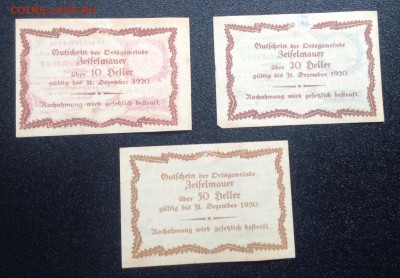 COINS.SU.RU
Gutschein der Ortsgemeinde
Zeiselmauer
über 10 Heller
gültig bis 31. Dezember 1920.
Nachahmung wird gesetzlich bestraft.
Gutschein der Ortsgemeinde
Zeiselmauer
über 20 Heller
gültig bis 31. Dezember 1920.
Nachahmung wird gesetzlich bestraft.
Gutschein der Ortsgemeinde
Zeiselmauer
über 50 Heller
gültig bis 31. Dezember 1920.
Nachahmung wird gesetzlich bestraft.